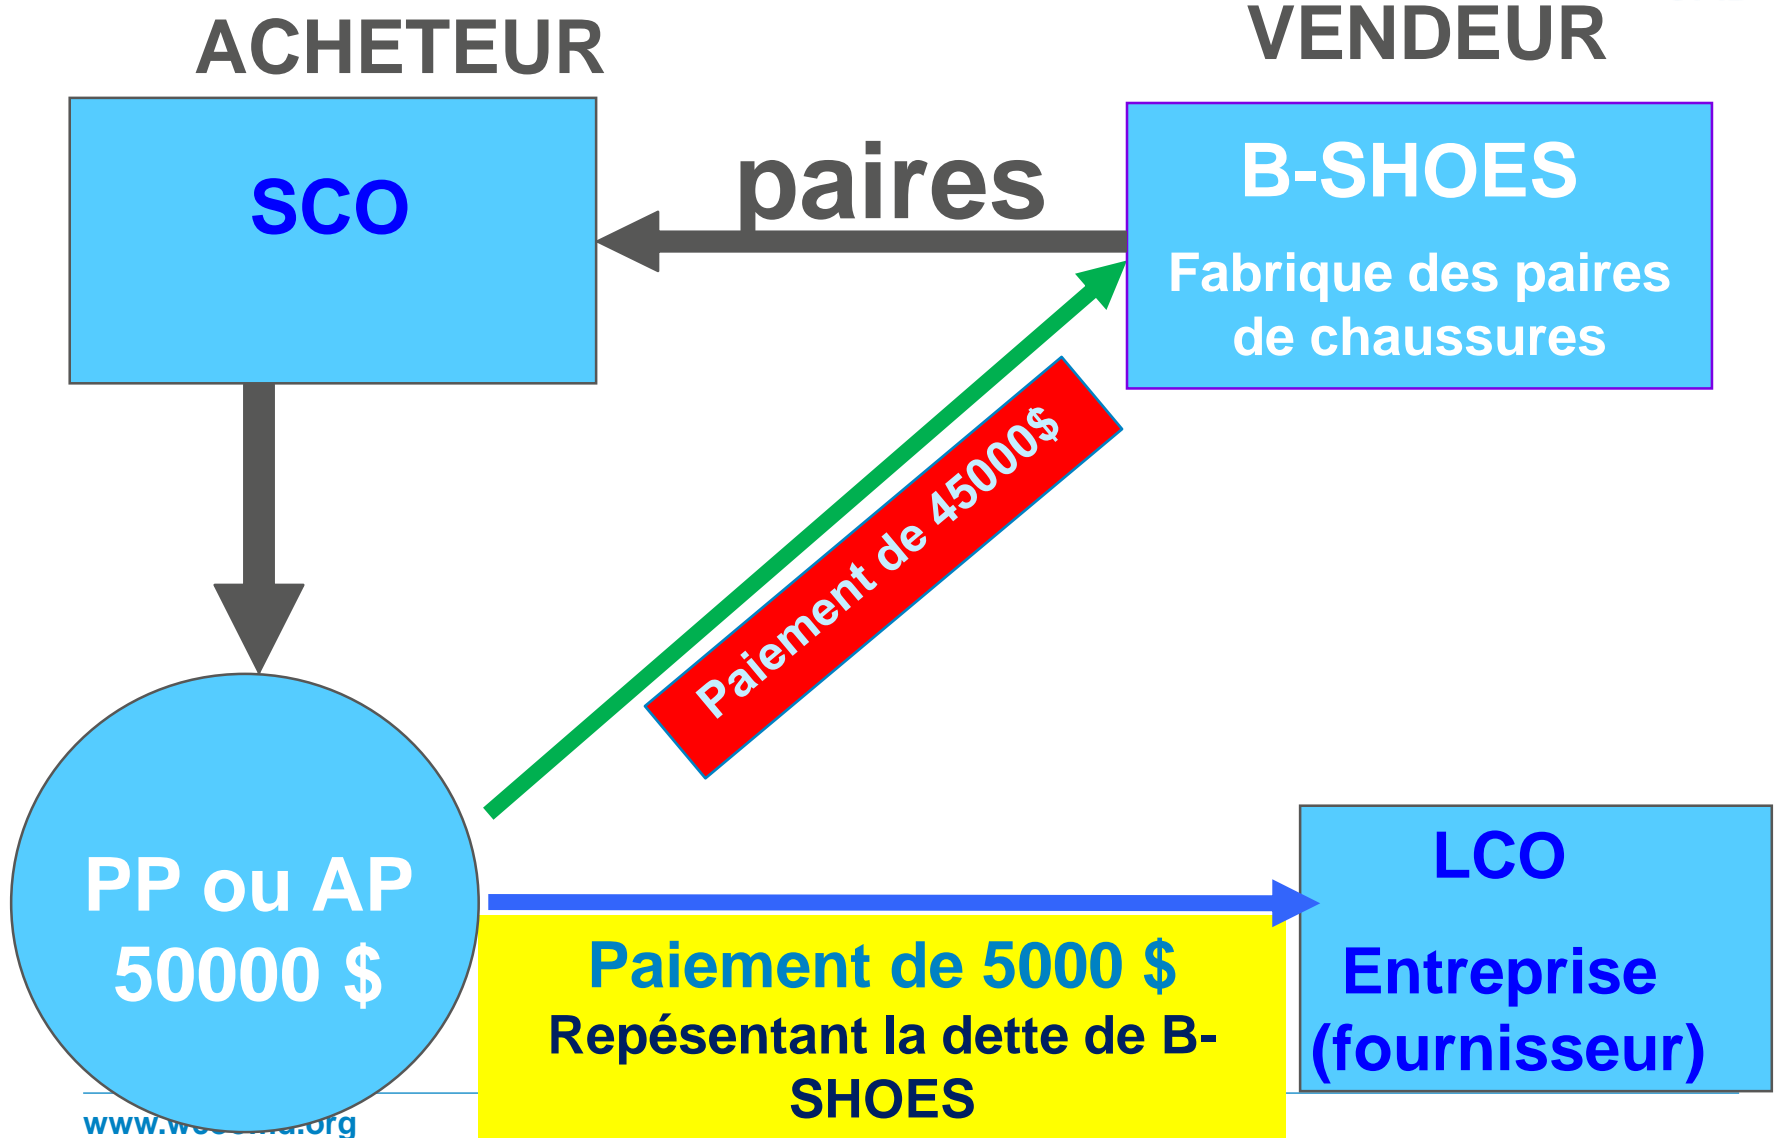 ACHETEUR
VENDEUR
SCO
paires
B-SHOES
Fabrique des paires
de chaussures
Paiement de 45000$
PP ou AP
50000 $
Paiement de 5000 $
Repésentant la dette de B-
SHOES
LCO
Entreprise
(fournisseur)